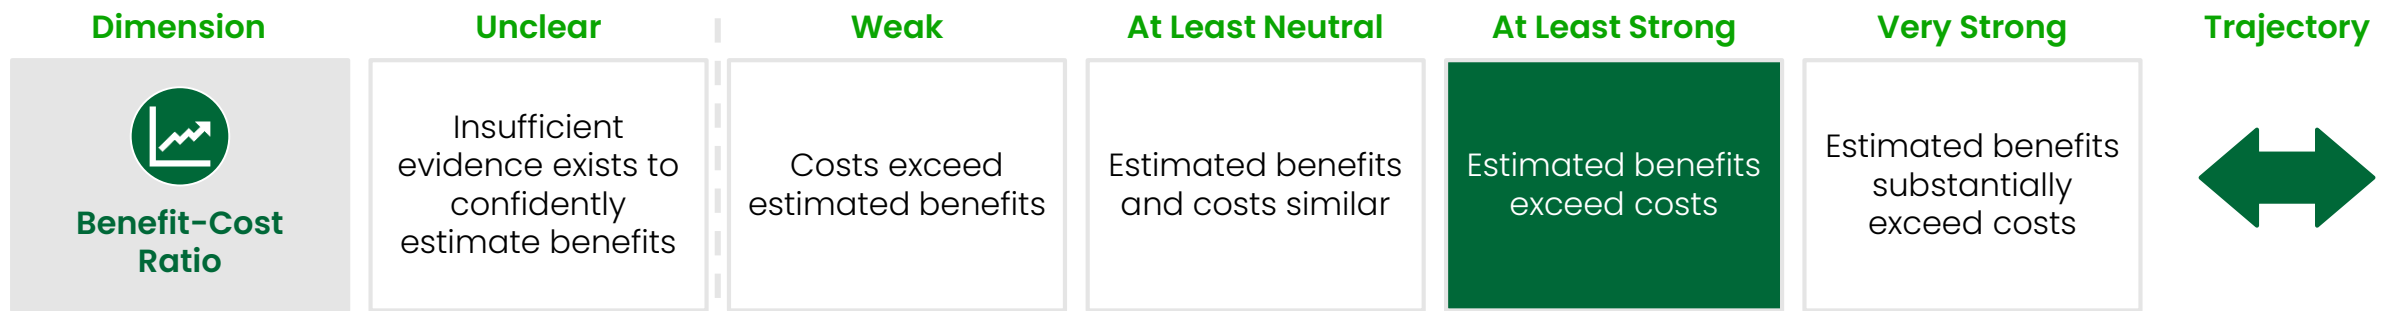 Dimension
Unclear
Weak
At Least Neutral
At Least Strong
Very Strong
Trajectory
Benefit-Cost
Ratio
Insufficient
evidence exists to
confidently
estimate benefits
Costs exceed
estimated benefits
Estimated benefits
and costs similar
Estimated benefits
exceed costs
Estimated benefits
substantially
exceed costs